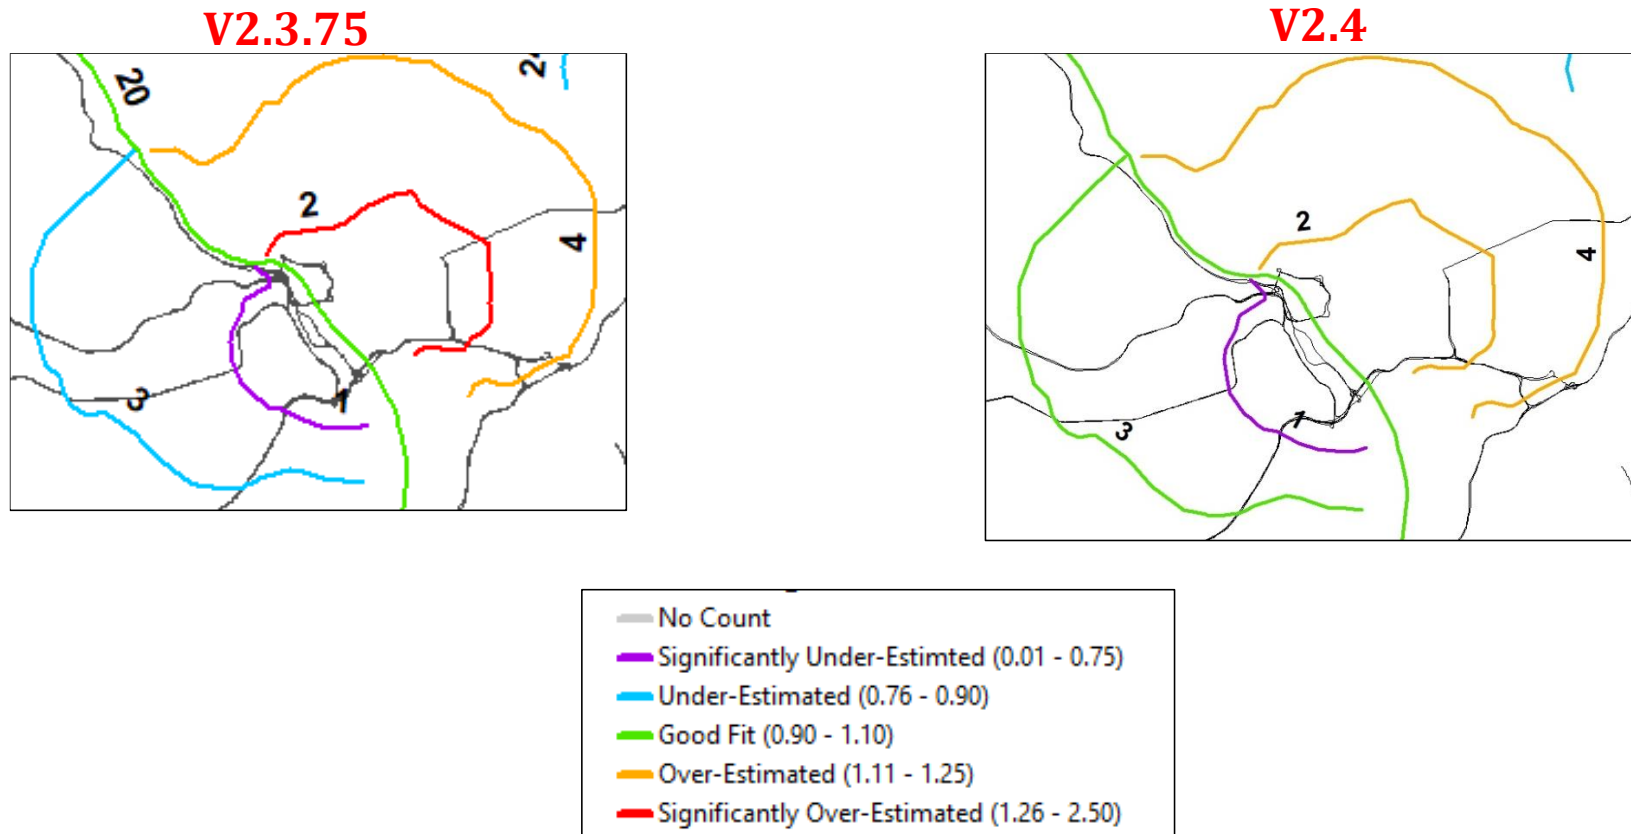 V2.3.75
V2.4
20
2
4
3
1
2
4
3
1
No Count
Significantly Under-Estimted (0.01 - 0.75)
Under-Estimated (0.76 - 0.90)
Good Fit (0.90 - 1.10)
Over-Estimated (1.11 - 1.25)
Significantly Over-Estimated (1.26 - 2.50)